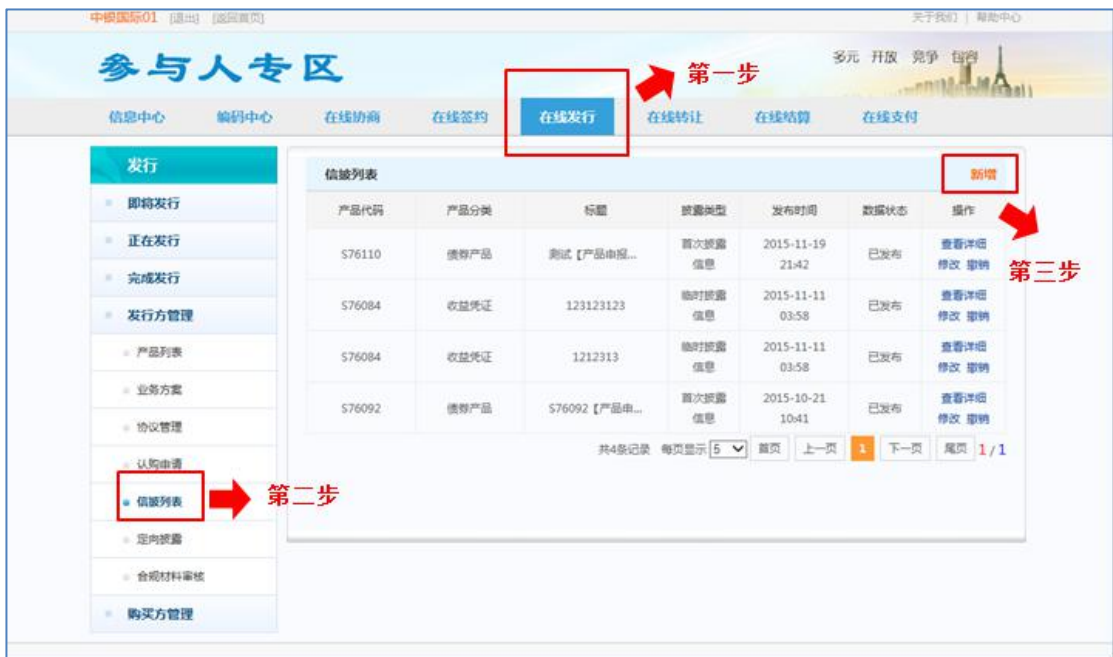 中银国际01 [退出] [返回首页] 关于我们 | 帮助中心
参与人专区 多元 开放 竞争 包容
第一步
信息中心 编码中心 在线协商 在线签约 在线发行 在线转让 在线结算 在线支付
发行
即将发行
正在发行
完成发行
发行方管理
产品列表
业务方案
协议管理
认购申请
信披列表
第二步
定向披露
合规材料审核
购买方管理
信披列表 新增
第三步
产品代码 产品分类 标题 披露类型 发布时间 数据状态 操作
S76110 债券产品 测试【产品申报... 首次披露 2015-11-19 已发布 查看详细
信息 21:42 修改 撤销
S76084 收益凭证 123123123 临时披露 2015-11-11 已发布 查看详细
信息 03:58 修改 撤销
S76084 收益凭证 1212313 临时披露 2015-11-11 已发布 查看详细
信息 03:58 修改 撤销
S76092 债券产品 S76092【产品申... 首次披露 2015-10-21 已发布 查看详细
信息 10:41 修改 撤销
共4条记录 每页显示 5 首页 上一页 1 下一页 尾页 1 / 1